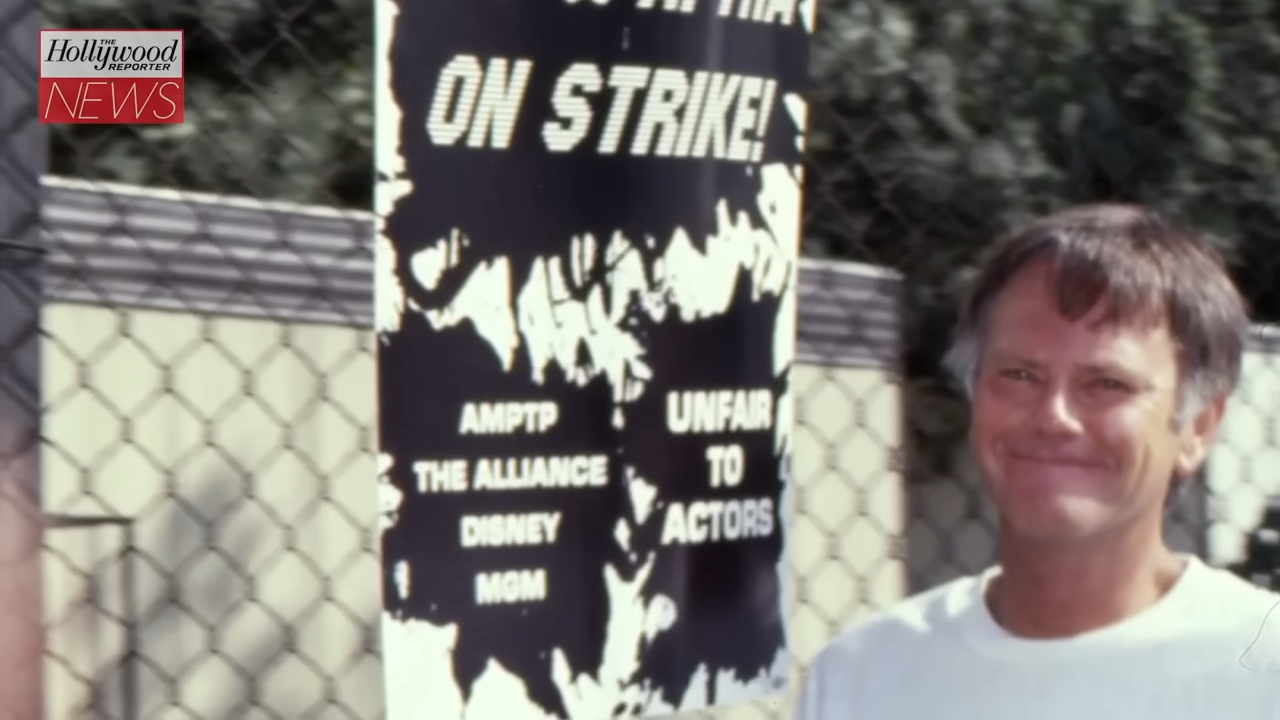 THE
Hollywood
REPORTER
NEWS
ON STRIKE!
AMPTP
THE ALLIANCE
DISNEY
MGM
UNFAIR
TO
ACTORS